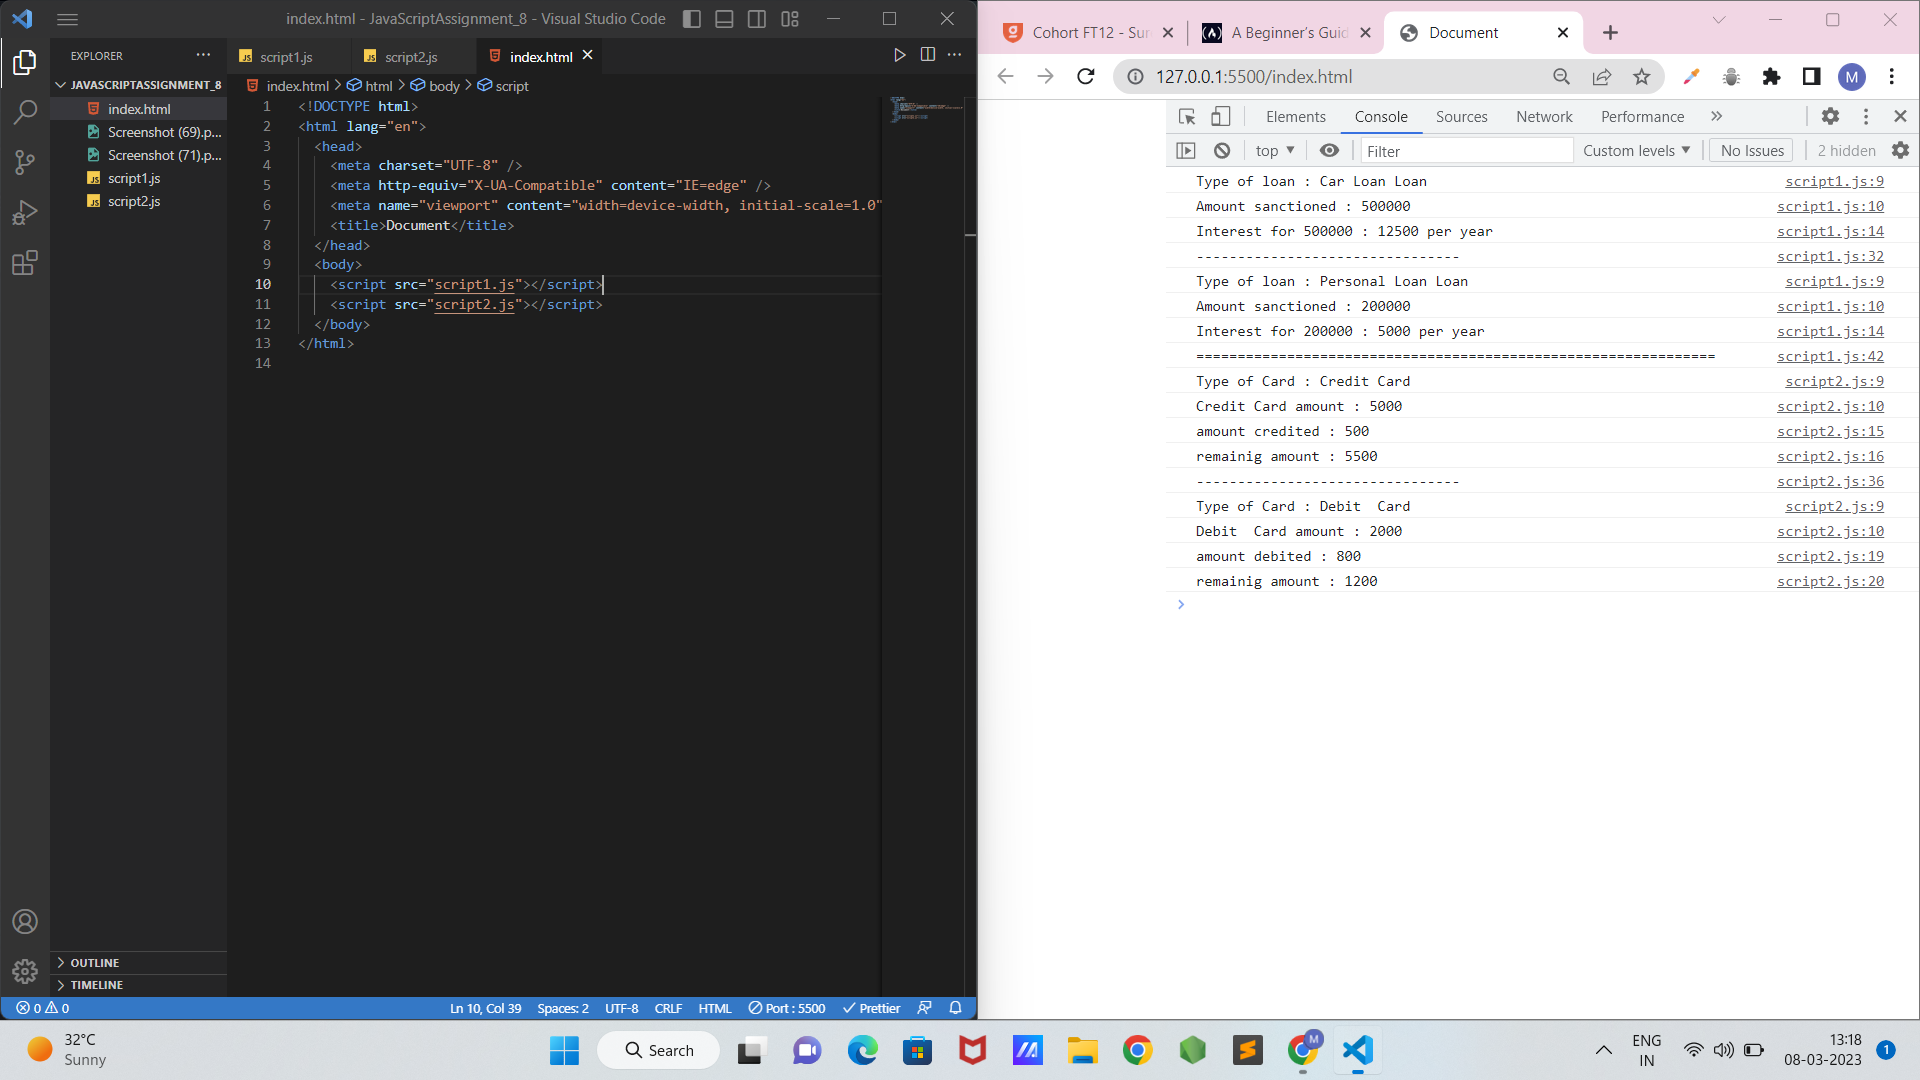 index.html - JavaScriptAssignment_8 - Visual Studio Code
EXPLORER
JAVASCRIPTASSIGNMENT_8
index.html
Screenshot (69).p...
Screenshot (71).p...
script1.js
script2.js
OUTLINE
TIMELINE
script1.js
script2.js
index.html
index.html > html > body > script
1 <!DOCTYPE html>
2 <html lang="en">
3 <head>
4 <meta charset="UTF-8" />
5 <meta http-equiv="X-UA-Compatible" content="IE=edge" />
6 <meta name="viewport" content="width=device-width, initial-scale=1.0"
7 <title>Document</title>
8 </head>
9 <body>
10 <script src="script1.js"></script>
11 <script src="script2.js"></script>
12 </body>
13 </html>
14
0 0
Ln 10, Col 39 Spaces: 2 UTF-8 CRLF HTML Port : 5500 Prettier
Cohort FT12 - Sun
A Beginner's Guid
Document
127.0.0.1:5500/index.html
M
Elements Console Sources Network Performance
top Filter Custom levels No Issues 2 hidden
Type of loan : Car Loan Loan script1.js:9
Amount sanctioned : 500000 script1.js:10
Interest for 500000 : 12500 per year script1.js:14
-------------------------------- script1.js:32
Type of loan : Personal Loan Loan script1.js:9
Amount sanctioned : 200000 script1.js:10
Interest for 200000 : 5000 per year script1.js:14
=============================================================== script1.js:42
Type of Card : Credit Card script2.js:9
Credit Card amount : 5000 script2.js:10
amount credited : 500 script2.js:15
remainig amount : 5500 script2.js:16
-------------------------------- script2.js:36
Type of Card : Debit  Card script2.js:9
Debit  Card amount : 2000 script2.js:10
amount debited : 800 script2.js:19
remainig amount : 1200 script2.js:20
32°C
Sunny
Search
M
ENG
IN
13:18
08-03-2023
1